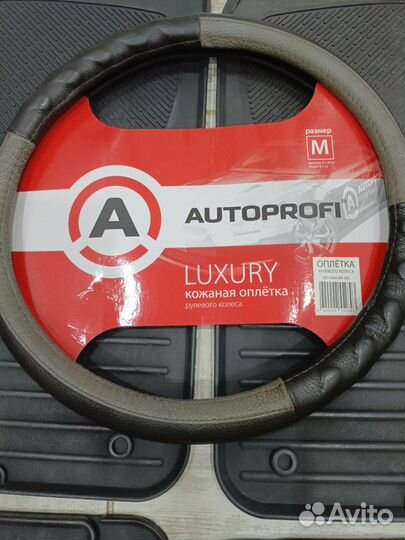 размер
M
A
AUTOPROFI
LUXURY
кожаная оплётка
рулевого колеса
ОПЛЁТКА
РУЛЕВОГО КОЛЕСА
Avito